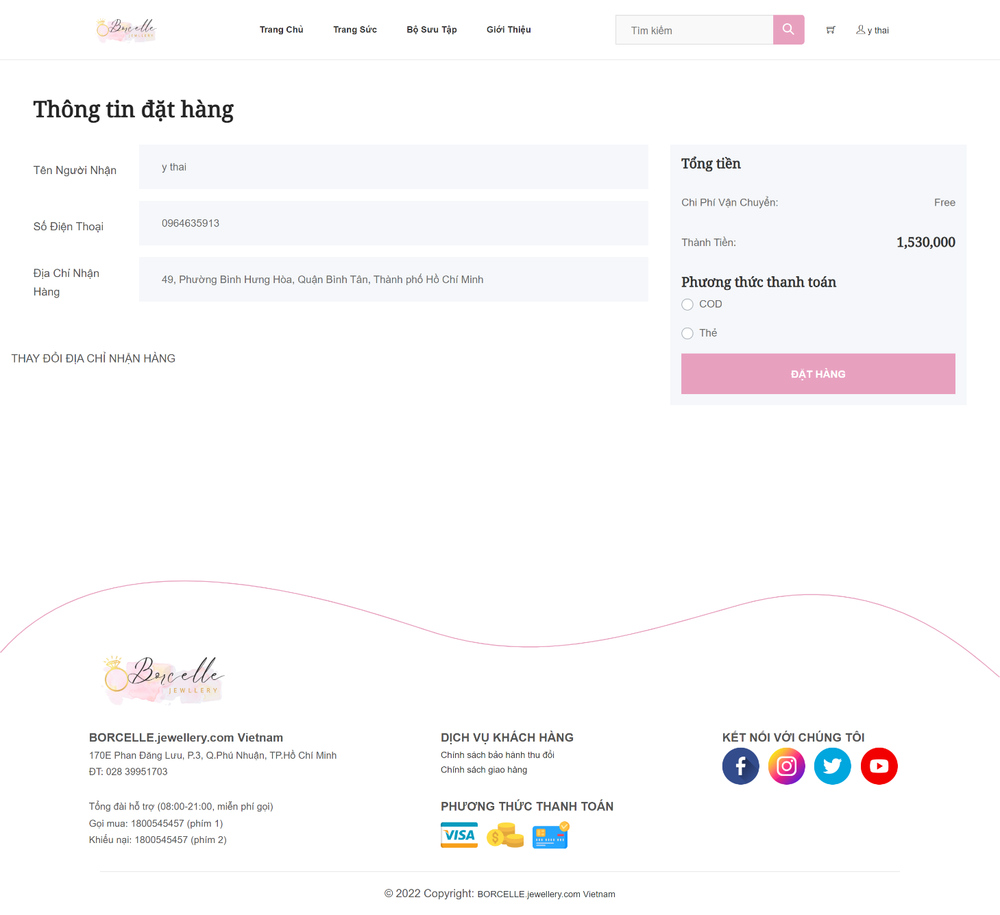 Borcelle
JEWLLERY
Trang Chủ
Trang Sức
Bộ Sưu Tập
Giới Thiệu
Tìm kiếm
y thai
Thông tin đặt hàng
Tên Người Nhận
y thai
Số Điện Thoại
0964635913
Địa Chỉ Nhận
Hàng
49, Phường Bình Hưng Hòa, Quận Bình Tân, Thành phố Hồ Chí Minh
THAY ĐỔI ĐỊA CHỈ NHẬN HÀNG
Tổng tiền
Chi Phí Vận Chuyển:
Free
Thành Tiền:
1,530,000
Phương thức thanh toán
COD
Thẻ
ĐẶT HÀNG
Borcelle
JEWLLERY
BORCELLE.jewellery.com Vietnam
170E Phan Đăng Lưu, P.3, Q.Phú Nhuận, TP.Hồ Chí Minh
ĐT: 028 39951703
Tổng đài hỗ trợ (08:00-21:00, miễn phí gọi)
Gọi mua: 1800545457 (phím 1)
Khiếu nại: 1800545457 (phím 2)
DỊCH VỤ KHÁCH HÀNG
Chính sách bảo hành thu đổi
Chính sách giao hàng
PHƯƠNG THỨC THANH TOÁN
VISA
KẾT NỐI VỚI CHÚNG TÔI
© 2022 Copyright: BORCELLE.jewellery.com Vietnam